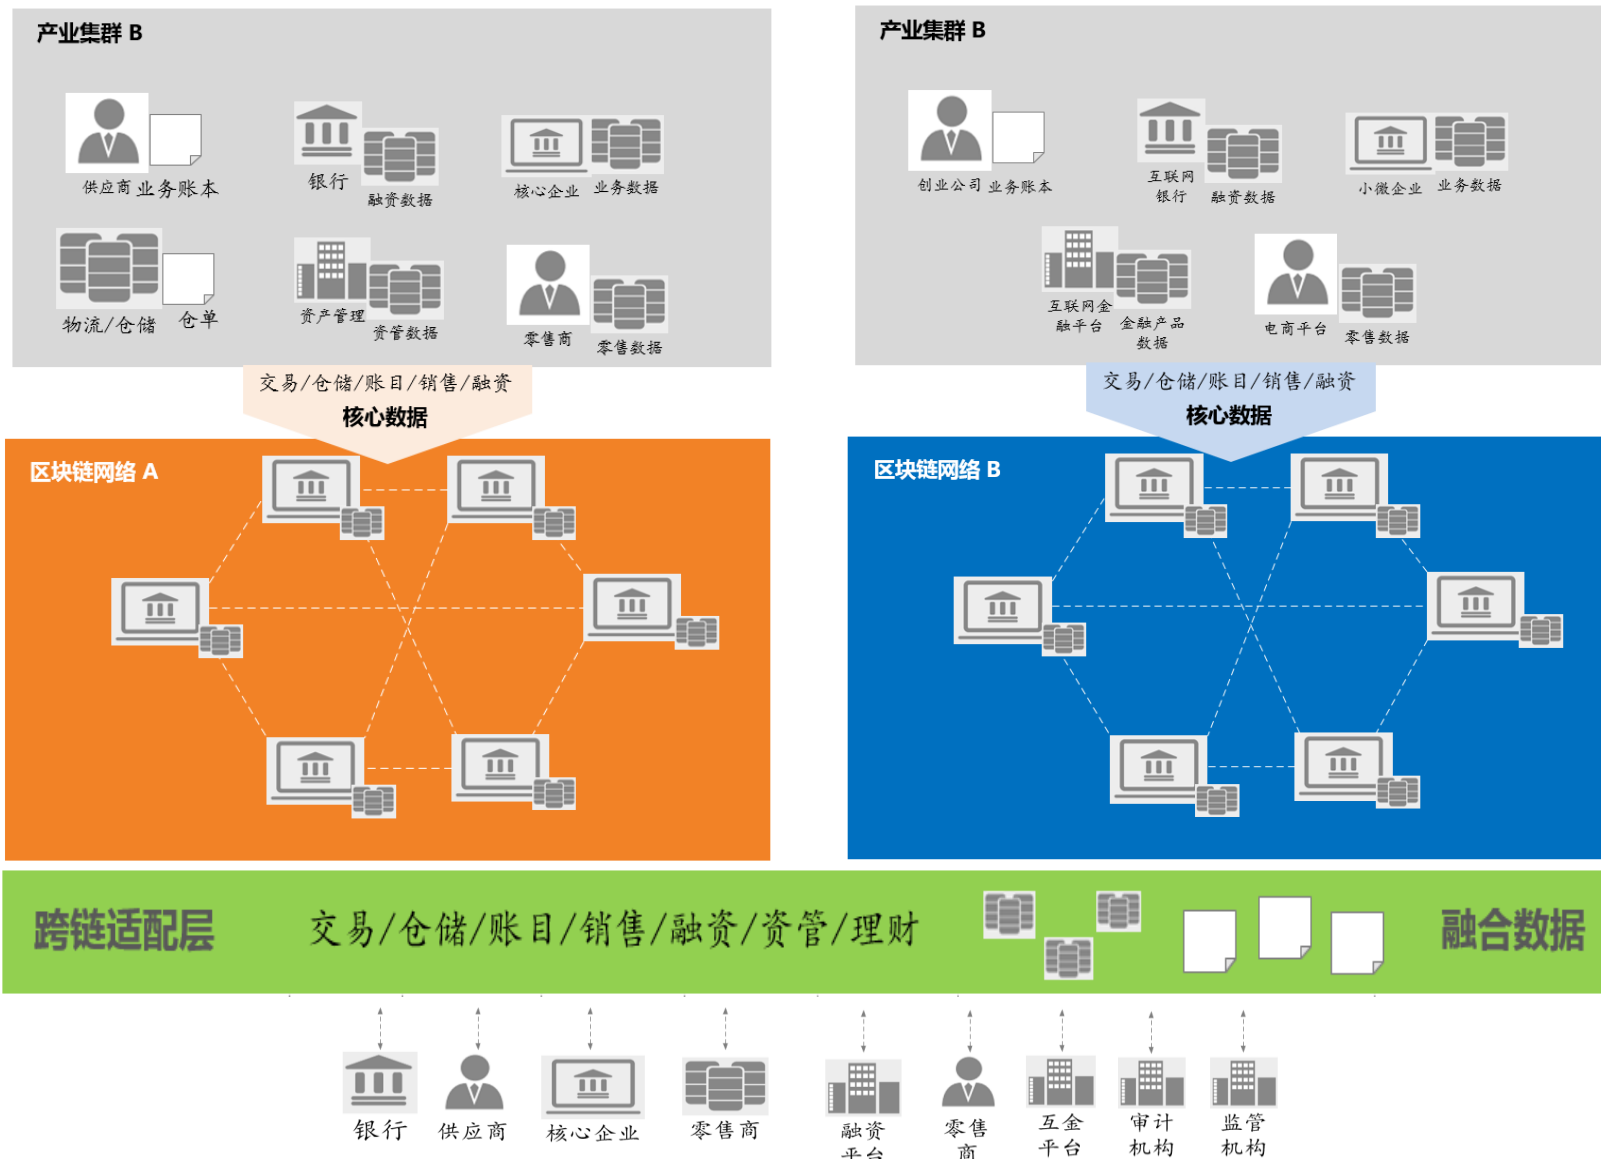 产业集群 B
供应商 业务账本
银行
融资数据
核心企业 业务数据
物流/仓储 仓单
资产管理
资管数据
零售商
零售数据
交易/仓储/账目/销售/融资
核心数据
产业集群 B
创业公司 业务账本
互联网
银行
融资数据
小微企业 业务数据
互联网金
融平台
金融产品
数据
电商平台 零售数据
交易/仓储/账目/销售/融资
核心数据
区块链网络 A
区块链网络 B
跨链适配层 交易/仓储/账目/销售/融资/资管/理财 融合数据
银行
供应商
核心企业
零售商
融资
平台
零售
商
互金
平台
审计
机构
监管
机构